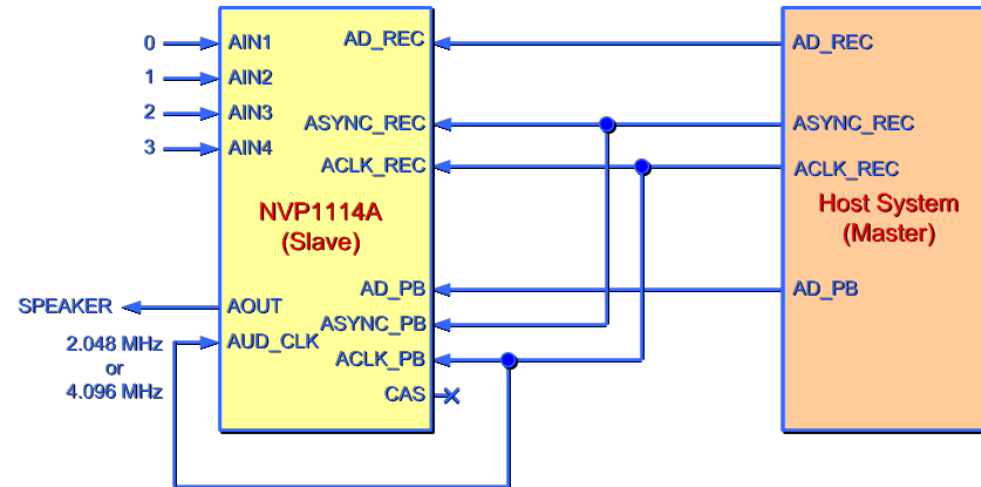 0 AIN1 AD_REC AD_REC
1 AIN2
2 AIN3 ASYNC_REC ASYNC_REC
3 AIN4 ACLK_REC ACLK_REC
NVP1114A
(Slave)
Host System
(Master)
AD_PB AD_PB
SPEAKER AOUT
ASYNC_PB
2.048 MHz
or
4.096 MHz
AUD_CLK
ACLK_PB
CAS